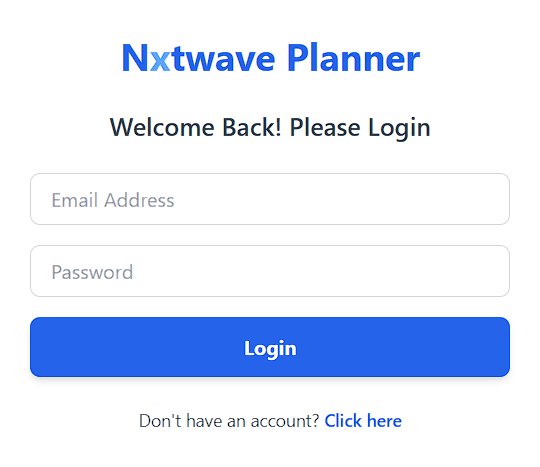 Nxtwave Planner
Welcome Back! Please Login
Email Address
Password
Login
Don't have an account? Click here